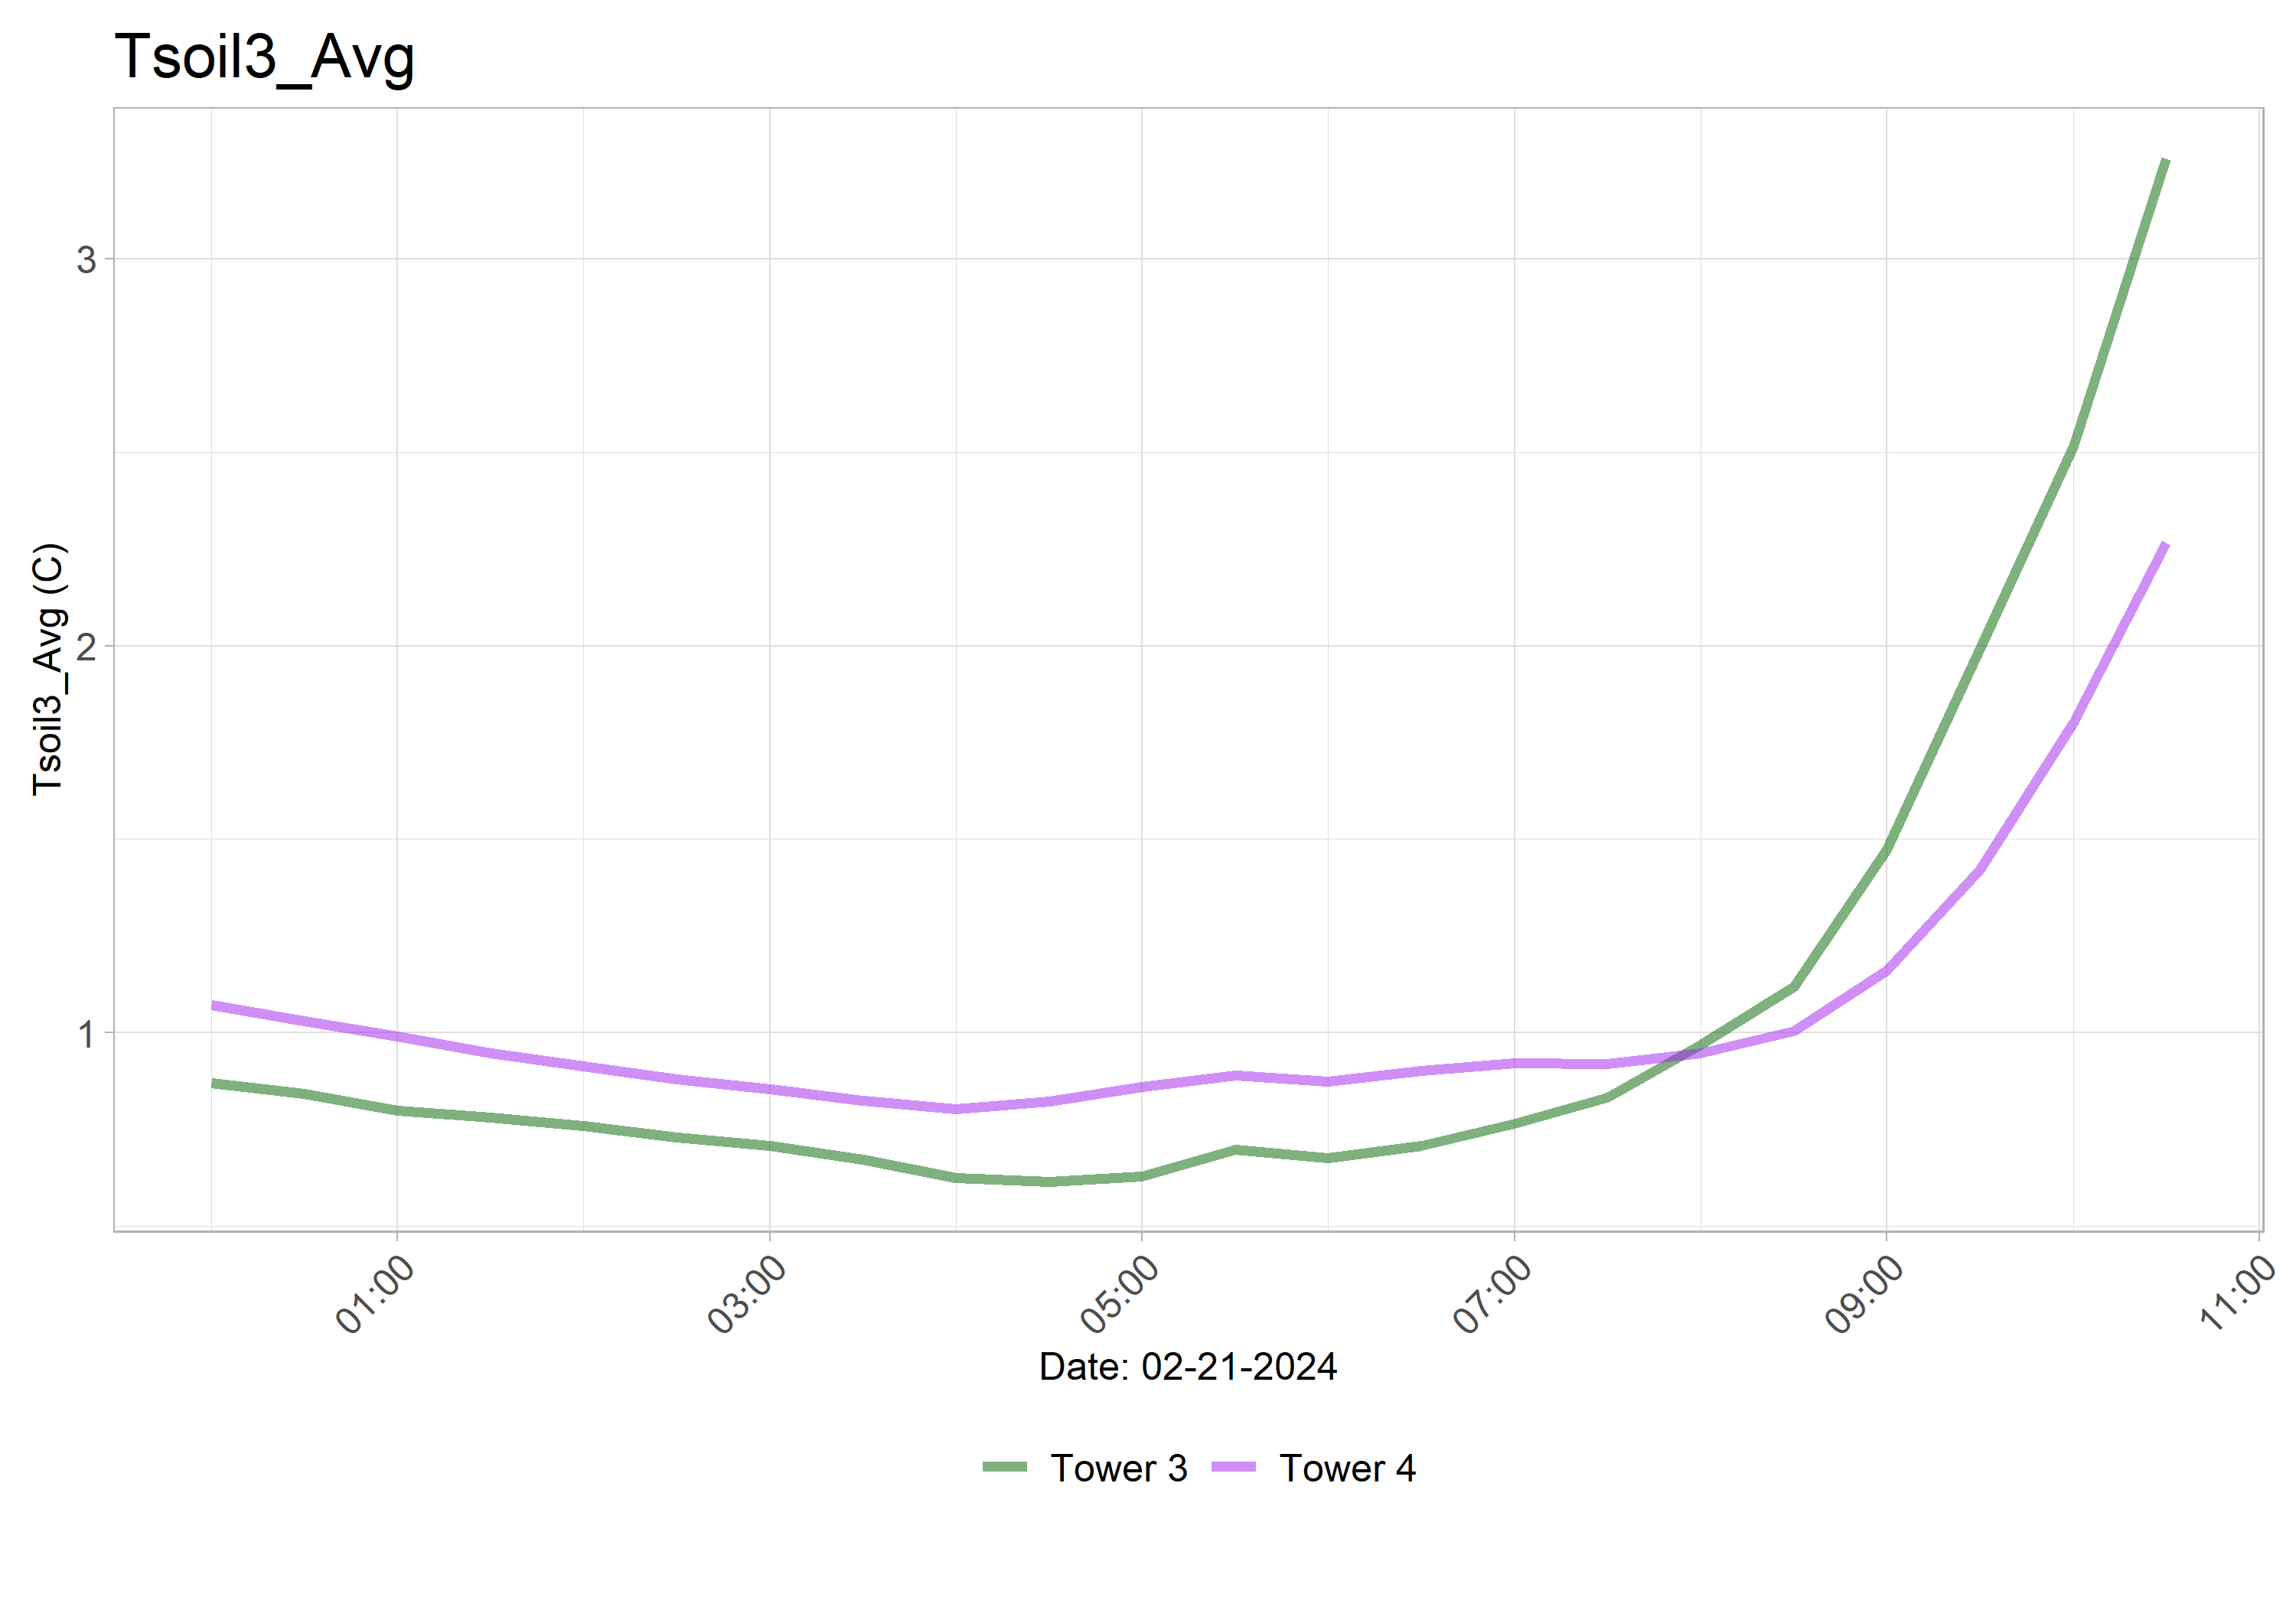 Tsoil3_Avg
Tsoil3_Avg (C)
3
2
1
01:00
03:00
05:00
07:00
09:00
11:00
Date: 02-21-2024
Tower 3
Tower 4